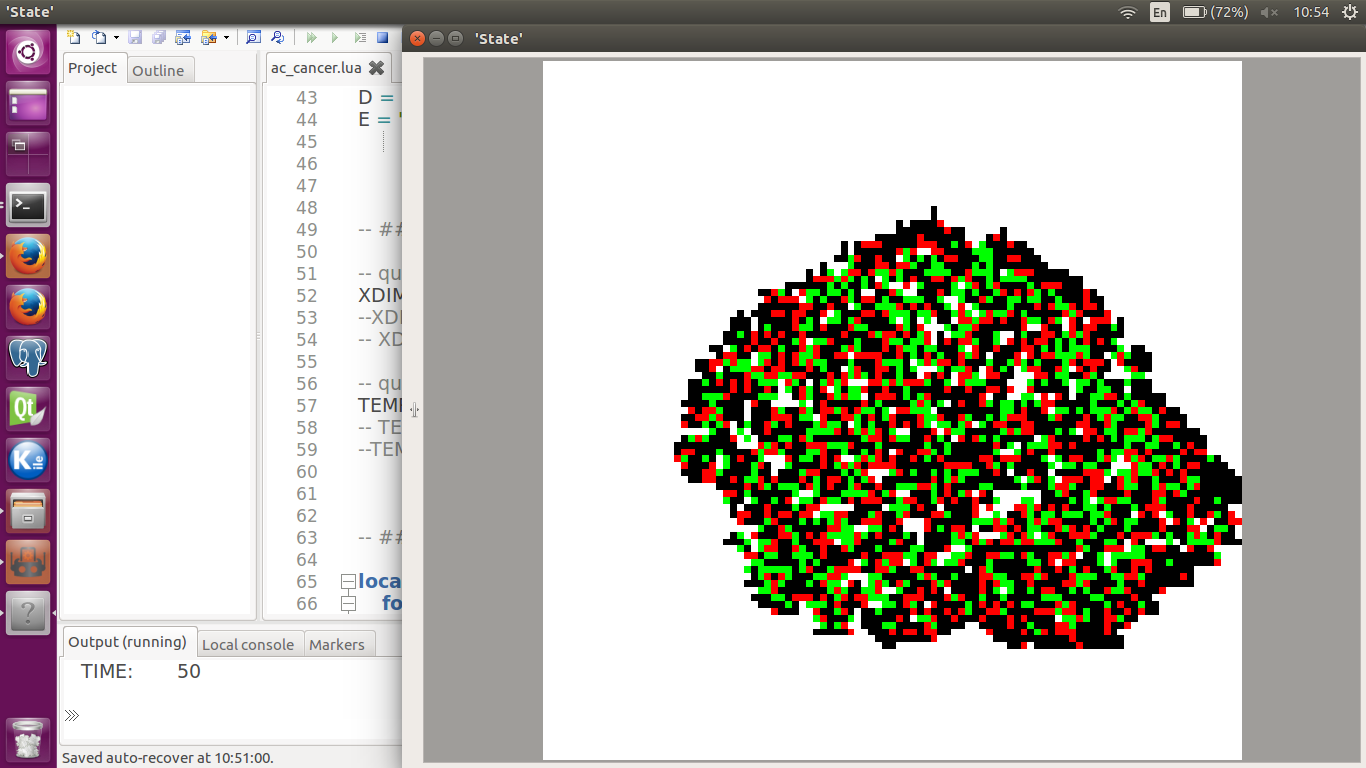 'State'
En
(72%)
10:54
'State'
Project
Outline
ac_cancer.lua
43 D =
44 E = '
45
46
47
48
49 -- ##
50
51 -- qu
52 XDIM
53 --XDI
54 -- XD
55
56 -- qu
57 TEMP
58 -- TE
59 --TEM
60
61
62
63 -- ##
64
65 loca
66 fo
Output (running)
Local console
Markers
TIME: 50
Saved auto-recover at 10:51:00.